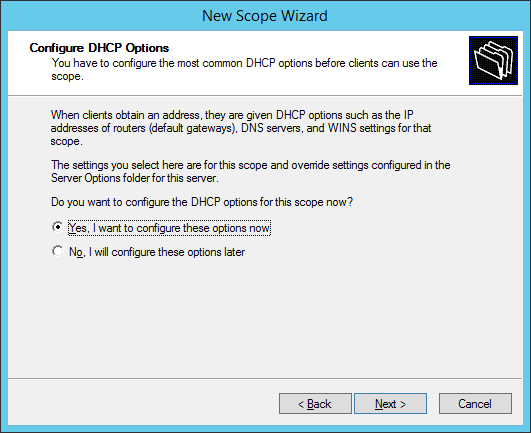 New Scope Wizard
Configure DHCP Options
You have to configure the most common DHCP options before clients can use the
scope.
When clients obtain an address, they are given DHCP options such as the IP
addresses of routers (default gateways), DNS servers, and WINS settings for that
scope.
The settings you select here are for this scope and override settings configured in the
Server Options folder for this server.
Do you want to configure the DHCP options for this scope now?
Yes, I want to configure these options now
No, I will configure these options later
< Back
Next >
Cancel